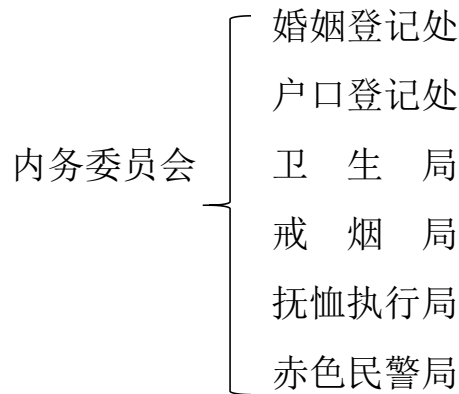 婚姻登记处
户口登记处
内务委员会
卫生局
戒烟局
抚恤执行局
赤色民警局